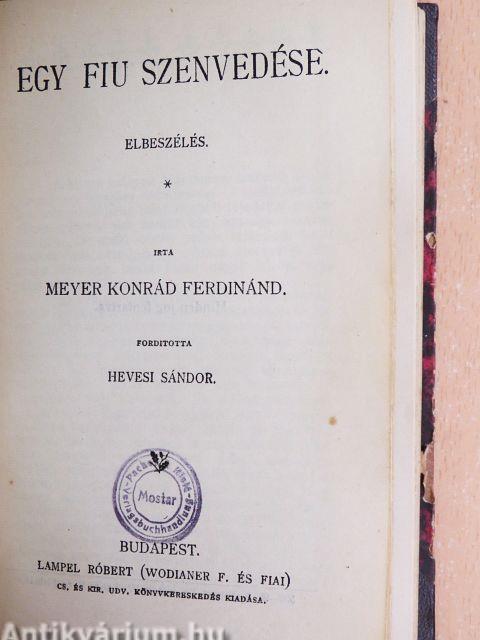 EGY FIU SZENVEDÉSE.
ELBESZÉLÉS.
*
IRTA
MEYER KONRÁD FERDINÁND.
FORDITOTTA
HEVESI SÁNDOR.
Mostar
Verlagsbuchhandlung
BUDAPEST.
LAMPEL RÓBERT (WODIANER F. ÉS FIAI)
CS. ÉS KIR. UDV. KÖNYVKERESKEDÉS KIADÁSA.
Antikvárium.hu